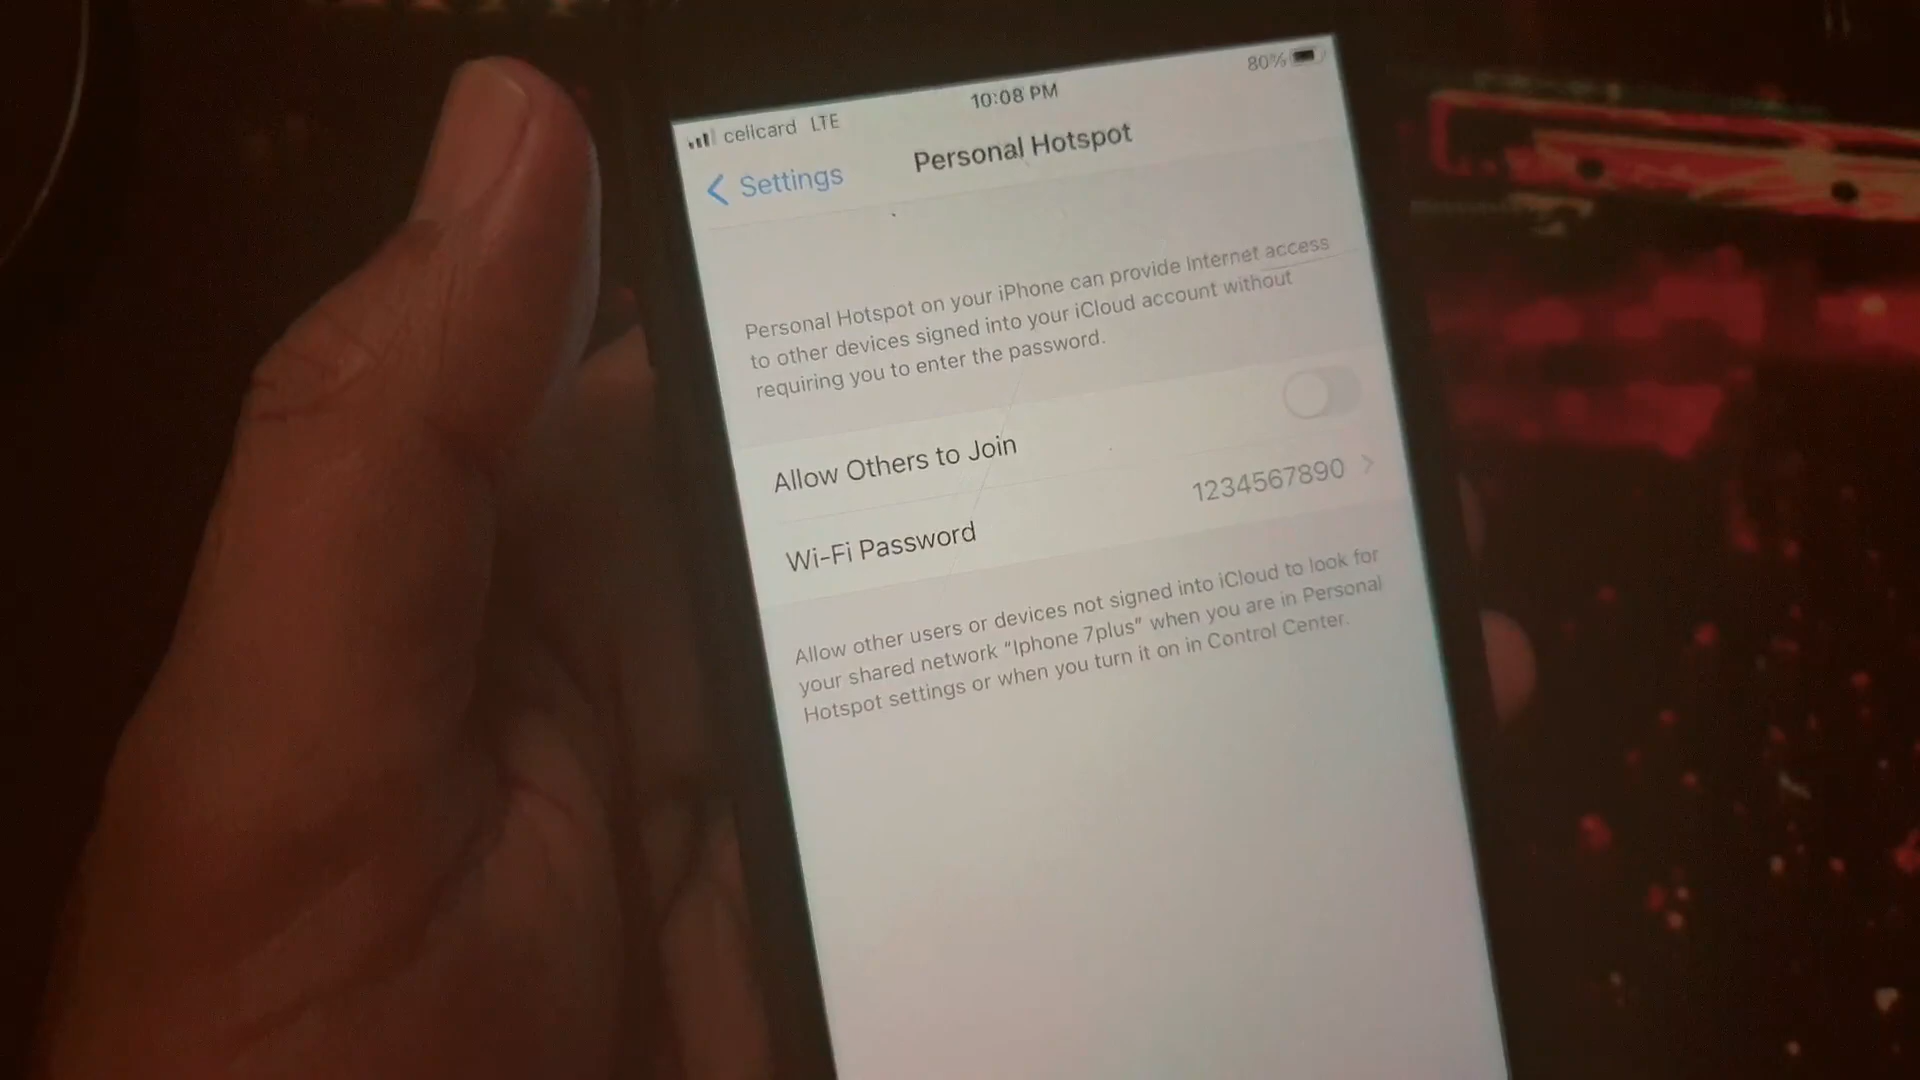 80%
10:08 PM
cellcard LTE
Personal Hotspot
Settings
Personal Hotspot on your iPhone can provide Internet access
to other devices signed into your iCloud account without
requiring you to enter the password.
Allow Others to Join
Wi-Fi Password 1234567890
Allow other users or devices not signed into iCloud to look for
your shared network "Iphone 7plus" when you are in Personal
Hotspot settings or when you turn it on in Control Center.